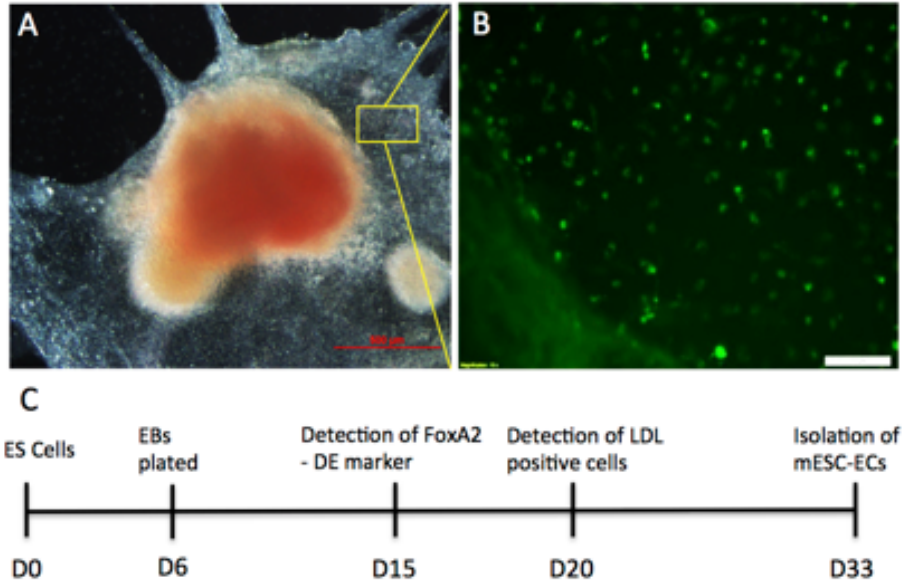 A
B
C
ES Cells
EBs
plated
Detection of FoxA2
- DE marker
Detection of LDL
positive cells
Isolation of
mESC-ECs
D0
D6
D15
D20
D33